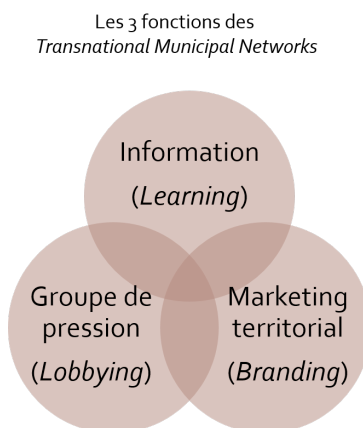 Les 3 fonctions des
Transnational Municipal Networks
Information
(Learning)
Groupe de
pression
(Lobbying)
Marketing
territorial
(Branding)